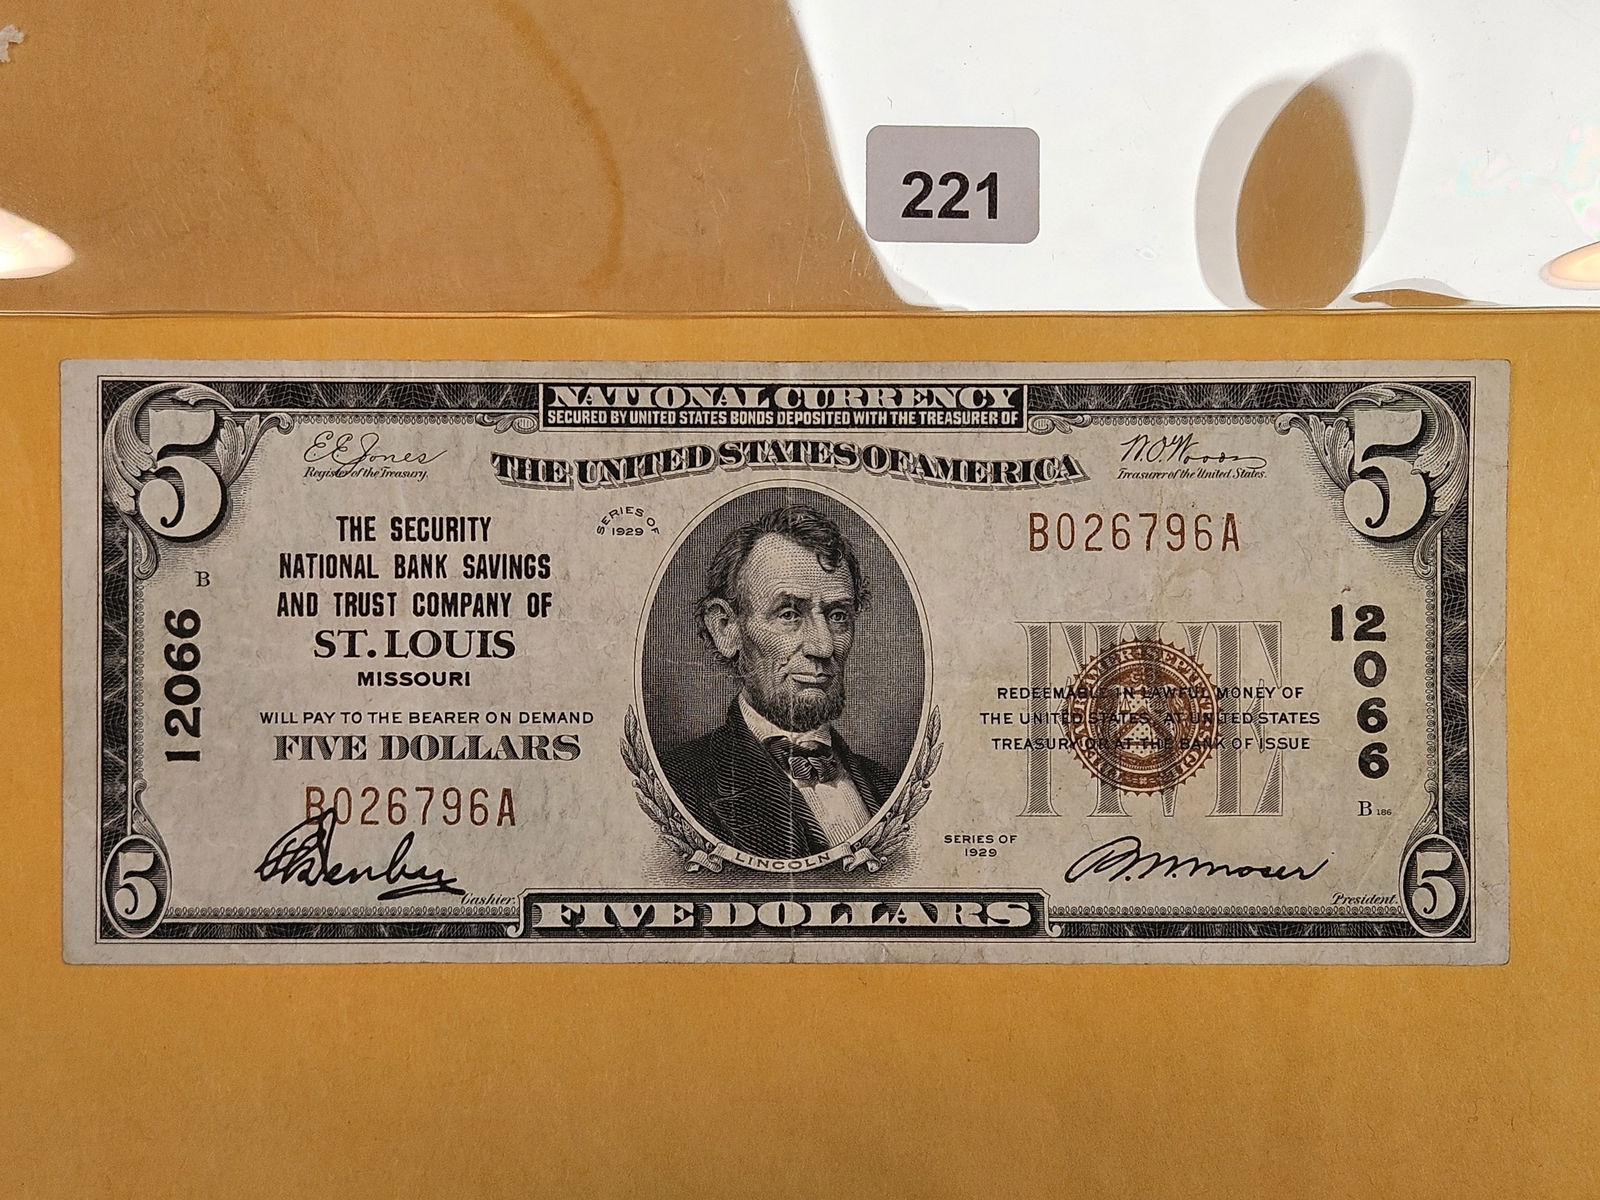 221
5
NATIONAL CURRENCY
SECURED BY UNITED STATES BONDS DEPOSITED WITH THE TREASURER OF
5
E E Jones
Register of the Treasury.
THE UNITED STATES OF AMERICA
W.O. Woods
Treasurer of the United States.
THE SECURITY
NATIONAL BANK SAVINGS
AND TRUST COMPANY OF
ST. LOUIS
MISSOURI
SERIES OF
1929
B026796A
B
12066
12066
WILL PAY TO THE BEARER ON DEMAND
FIVE DOLLARS
FIVE
REDEEMABLE IN LAWFUL MONEY OF
THE UNITED STATES, AT UNITED STATES
TREASURY OR AT THE BANK OF ISSUE
B026796A
B 186
SERIES OF
1929
LINCOLN
Moser
Cashier.
President.
5
FIVE DOLLARS
5